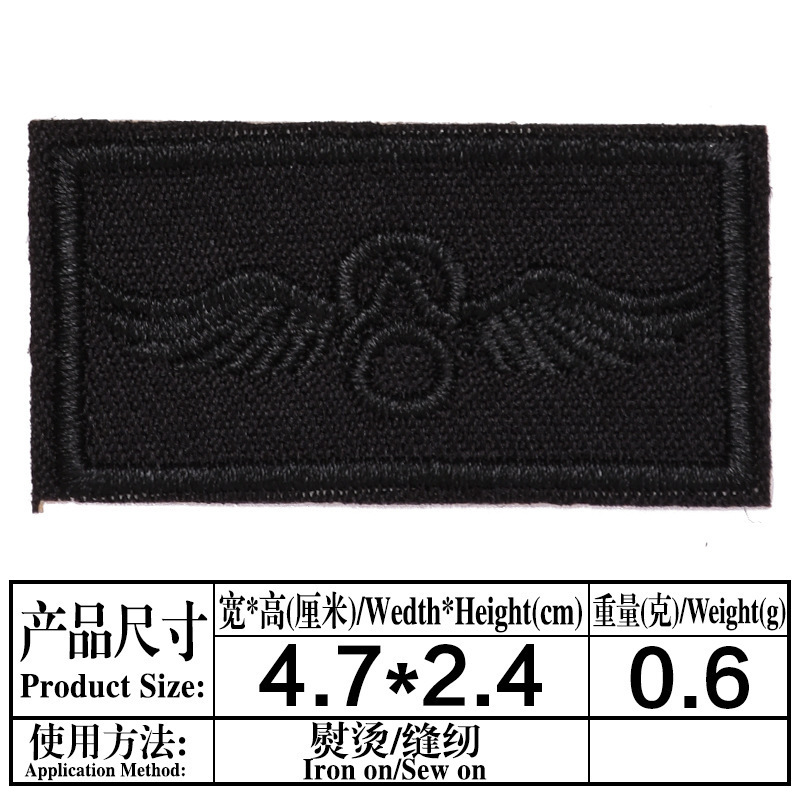 产品尺寸
Product Size:
宽*高(厘米)/Wedth*Height(cm)
重量(克)/Weight(g)
4.7*2.4
0.6
使用方法:
Application Method:
熨烫/缝纫
Iron on/Sew on